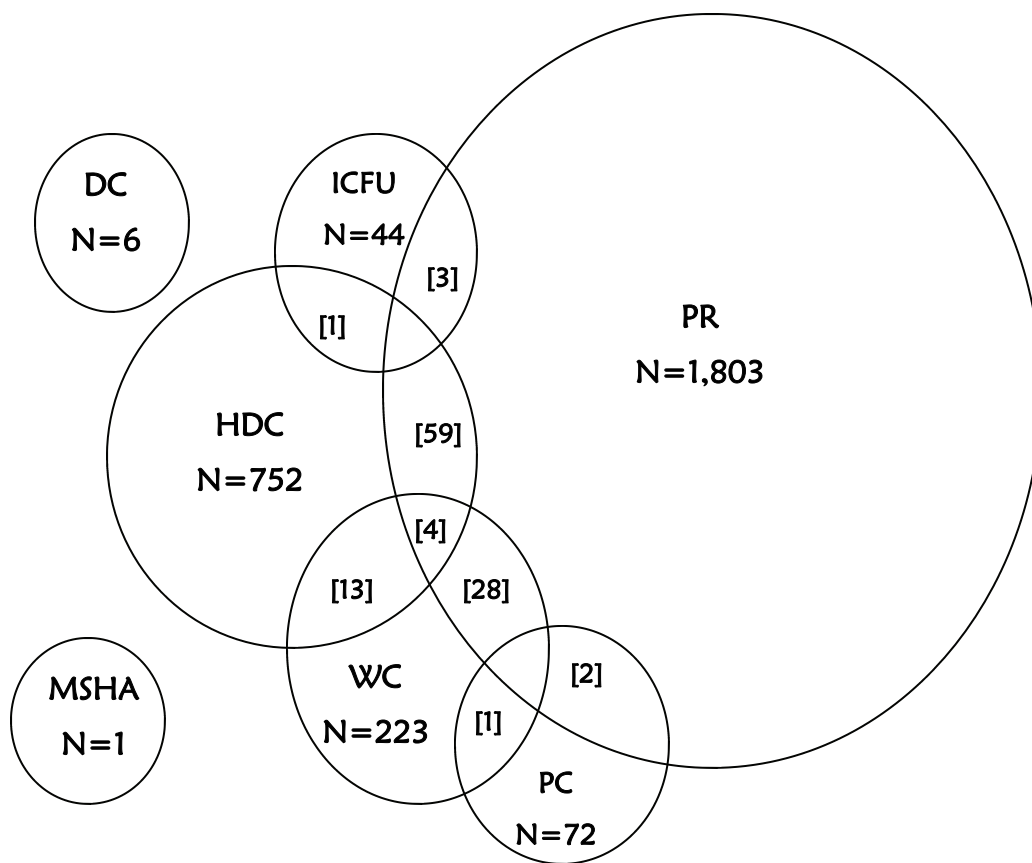 DC
N=6
ICFU
N=44
[3]
[1]
PR
N=1,803
HDC
N=752
[59]
[4]
[13]
[28]
MSHA
N=1
WC
N=223
[2]
[1]
PC
N=72